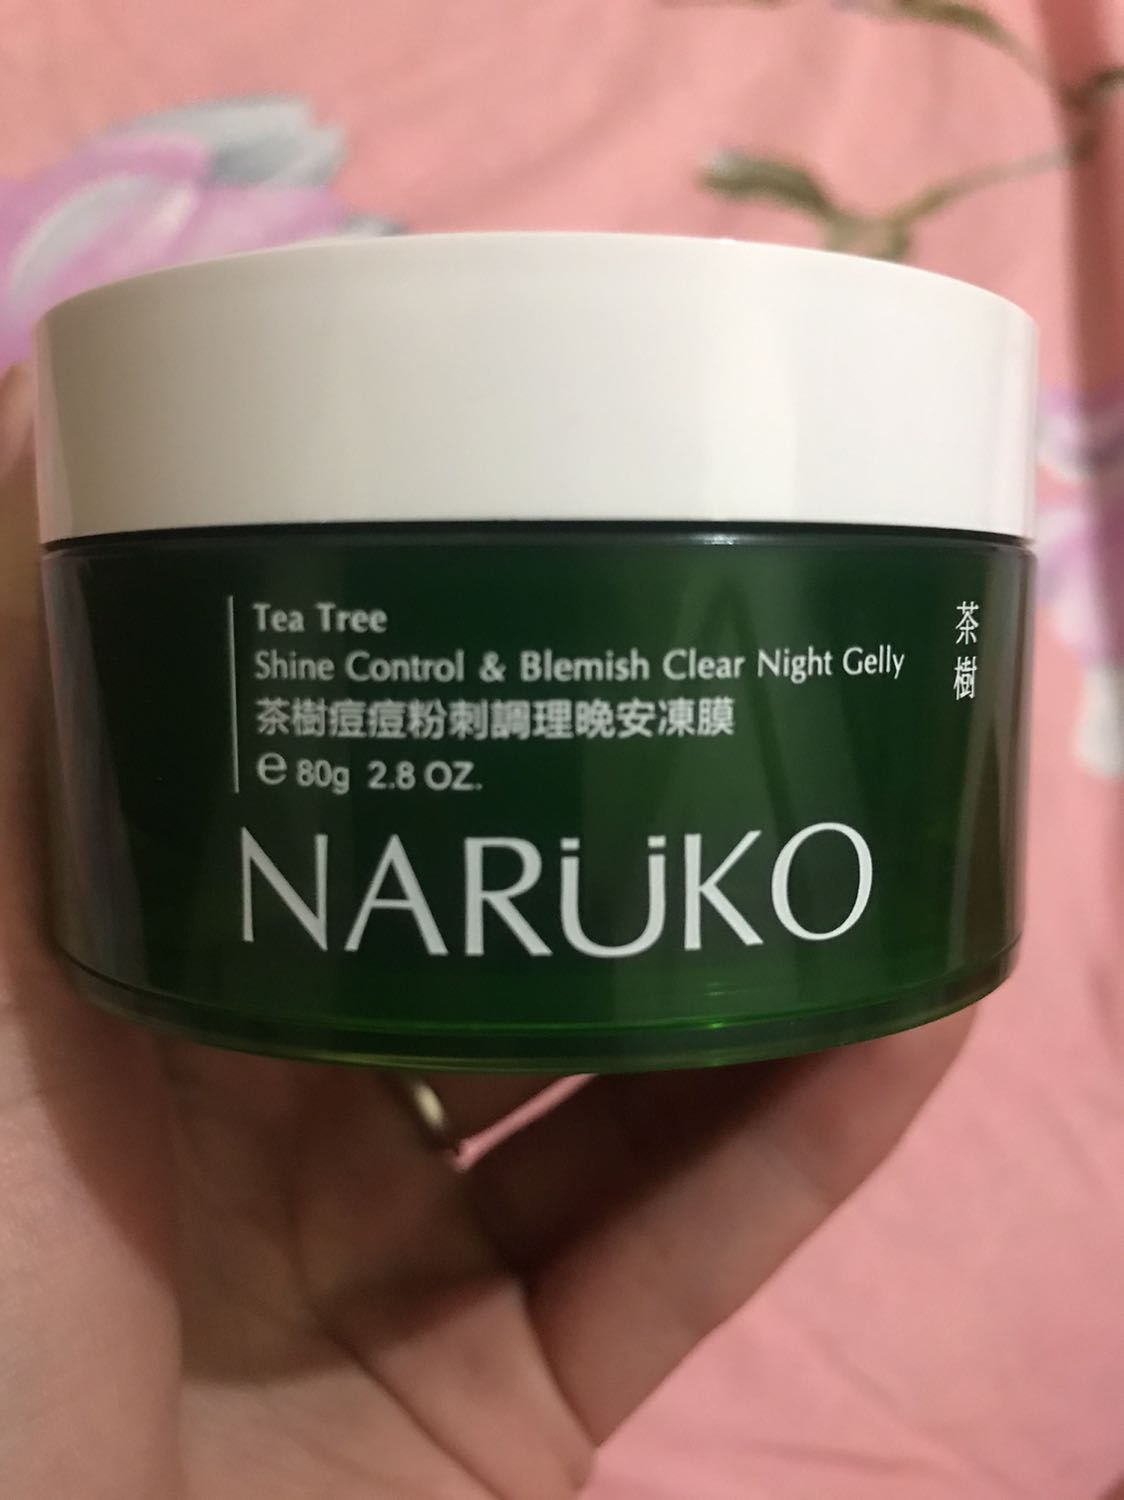 Tea Tree
Shine Control & Blemish Clear Night Gelly
茶樹痘痘粉刺調理晚安凍膜
℮ 80g 2.8 OZ.
NARüKO
茶樹